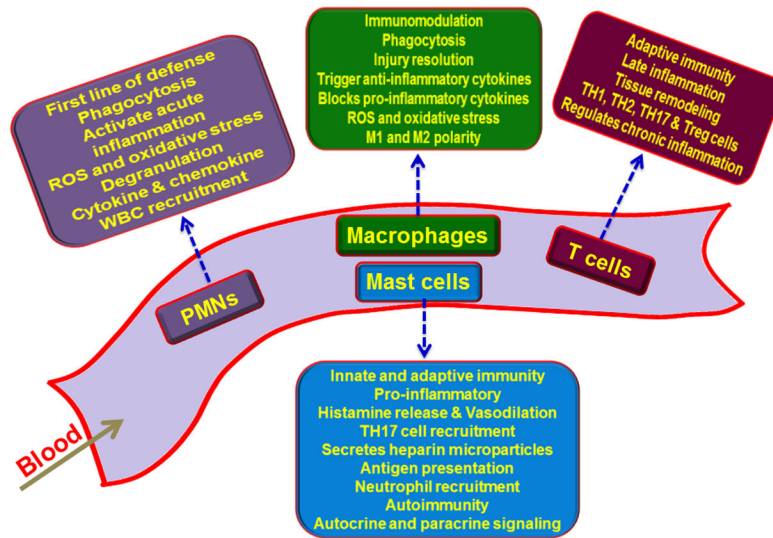 First line of defense
Phagocytosis
Activate acute
inflammation
ROS and oxidative stress
Degranulation
Cytokine & chemokine
WBC recruitment
Immunomodulation
Phagocytosis
Injury resolution
Trigger anti-inflammatory cytokines
Blocks pro-inflammatory cytokines
ROS and oxidative stress
M1 and M2 polarity
Adaptive immunity
Late inflammation
Tissue remodeling
TH1, TH2, TH17 & Treg cells
Regulates chronic inflammation
PMNs
Macrophages
Mast cells
T cells
Blood
Innate and adaptive immunity
Pro-inflammatory
Histamine release & Vasodilation
TH17 cell recruitment
Secretes heparin microparticles
Antigen presentation
Neutrophil recruitment
Autoimmunity
Autocrine and paracrine signaling